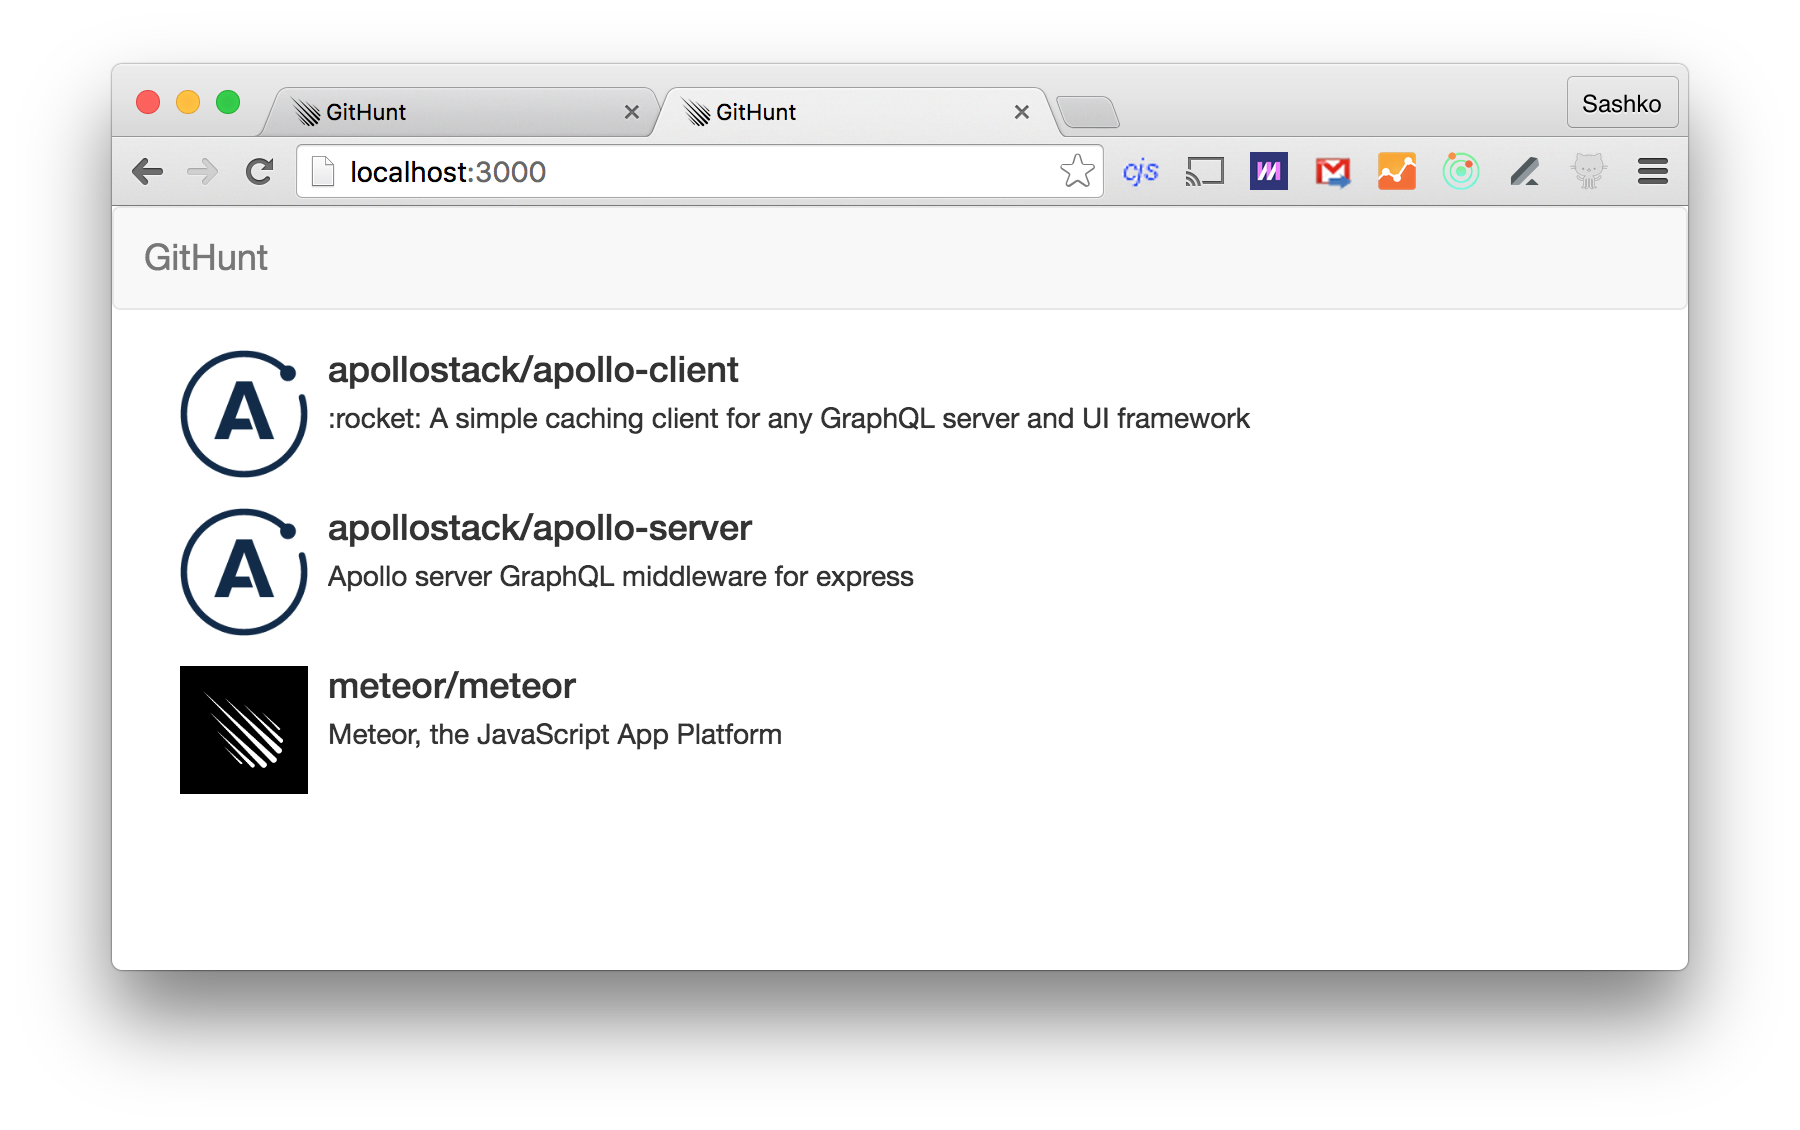 GitHunt
GitHunt
Sashko
localhost:3000
cjs
GitHunt
apollostack/apollo-client
:rocket: A simple caching client for any GraphQL server and UI framework
apollostack/apollo-server
Apollo server GraphQL middleware for express
meteor/meteor
Meteor, the JavaScript App Platform